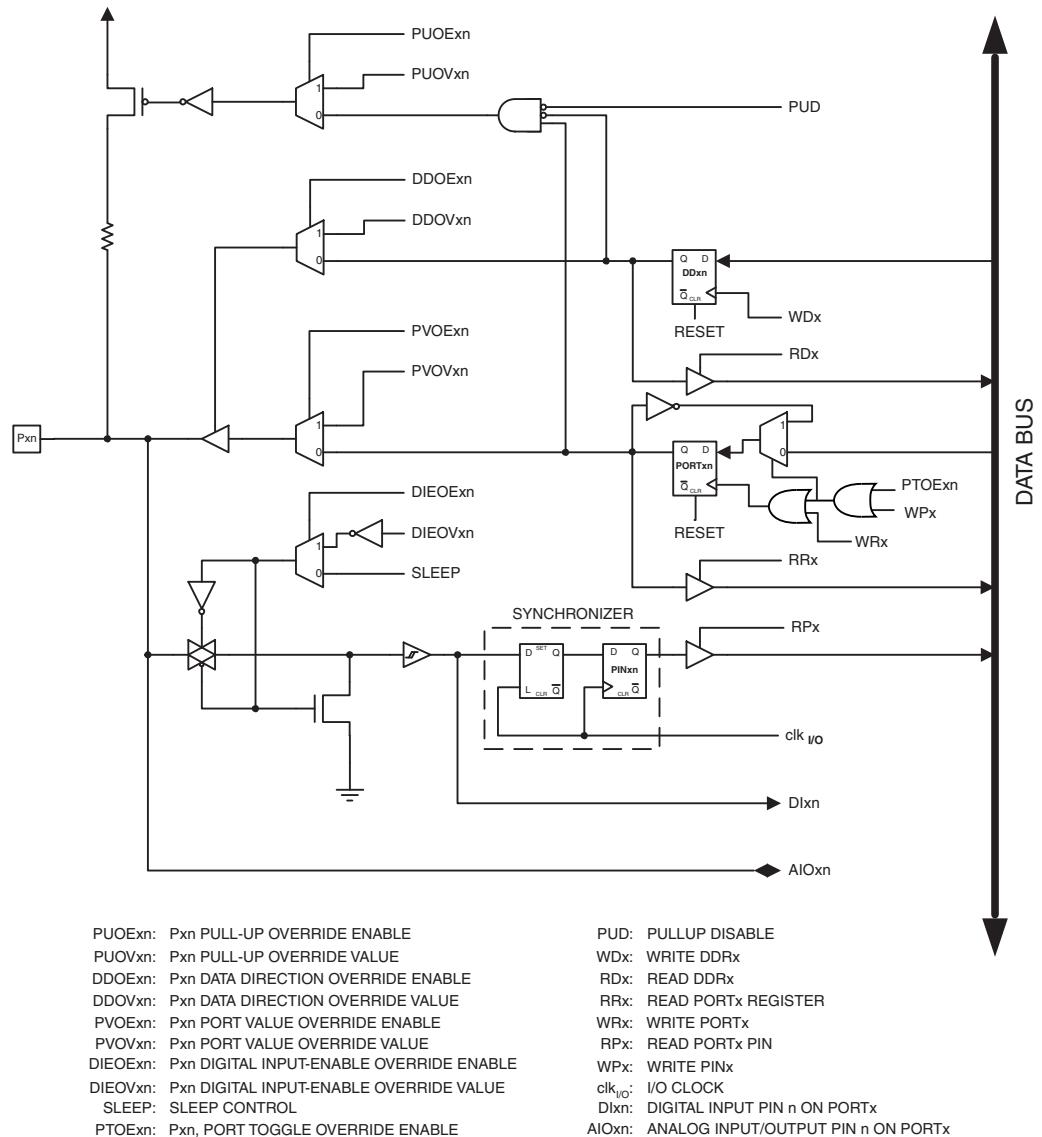 PUOExn
PUOVxn
1
0
PUD
DDOExn
DDOVxn
1
0
Q D
DDxn
Q CLR
WDx
RESET
PVOExn
RDx
PVOVxn
Pxn
1
0
1
0
Q D
PORTxn
Q CLR
PTOExn
WPx
DIEOExn
RESET
WRx
DIEOVxn
1
0
SLEEP
RRx
SYNCHRONIZER
RPx
D SET Q
L CLR Q
D Q
PINxn
CLR Q
clk I/O
DIxn
AIOxn
DATA BUS
PUOExn: Pxn PULL-UP OVERRIDE ENABLE
PUOVxn: Pxn PULL-UP OVERRIDE VALUE
DDOExn: Pxn DATA DIRECTION OVERRIDE ENABLE
DDOVxn: Pxn DATA DIRECTION OVERRIDE VALUE
PVOExn: Pxn PORT VALUE OVERRIDE ENABLE
PVOVxn: Pxn PORT VALUE OVERRIDE VALUE
DIEOExn: Pxn DIGITAL INPUT-ENABLE OVERRIDE ENABLE
DIEOVxn: Pxn DIGITAL INPUT-ENABLE OVERRIDE VALUE
SLEEP: SLEEP CONTROL
PTOExn: Pxn, PORT TOGGLE OVERRIDE ENABLE
PUD: PULLUP DISABLE
WDx: WRITE DDRx
RDx: READ DDRx
RRx: READ PORTx REGISTER
WRx: WRITE PORTx
RPx: READ PORTx PIN
WPx: WRITE PINx
clkI/O: I/O CLOCK
DIxn: DIGITAL INPUT PIN n ON PORTx
AIOxn: ANALOG INPUT/OUTPUT PIN n ON PORTx